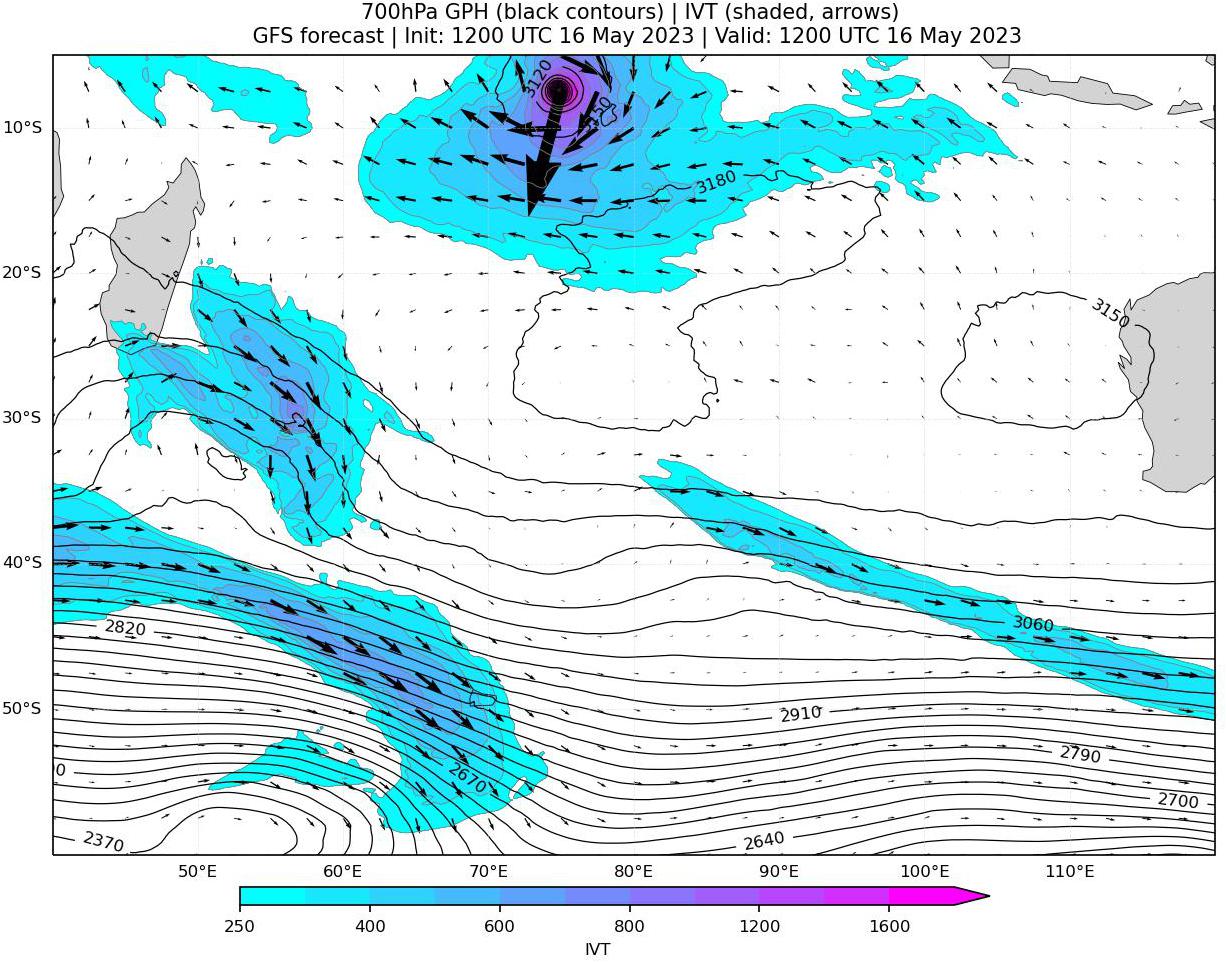 700hPa GPH (black contours) | IVT (shaded, arrows)
GFS forecast | Init: 1200 UTC 16 May 2023 | Valid: 1200 UTC 16 May 2023
3120
3150
10°S
3180
20°S
3150
30°S
40°S
3060
2820
50°S
2910
2790
0
2670
2700
2370
2640
50°E 60°E 70°E 80°E 90°E 100°E 110°E
250 400 600 800 1200 1600
IVT